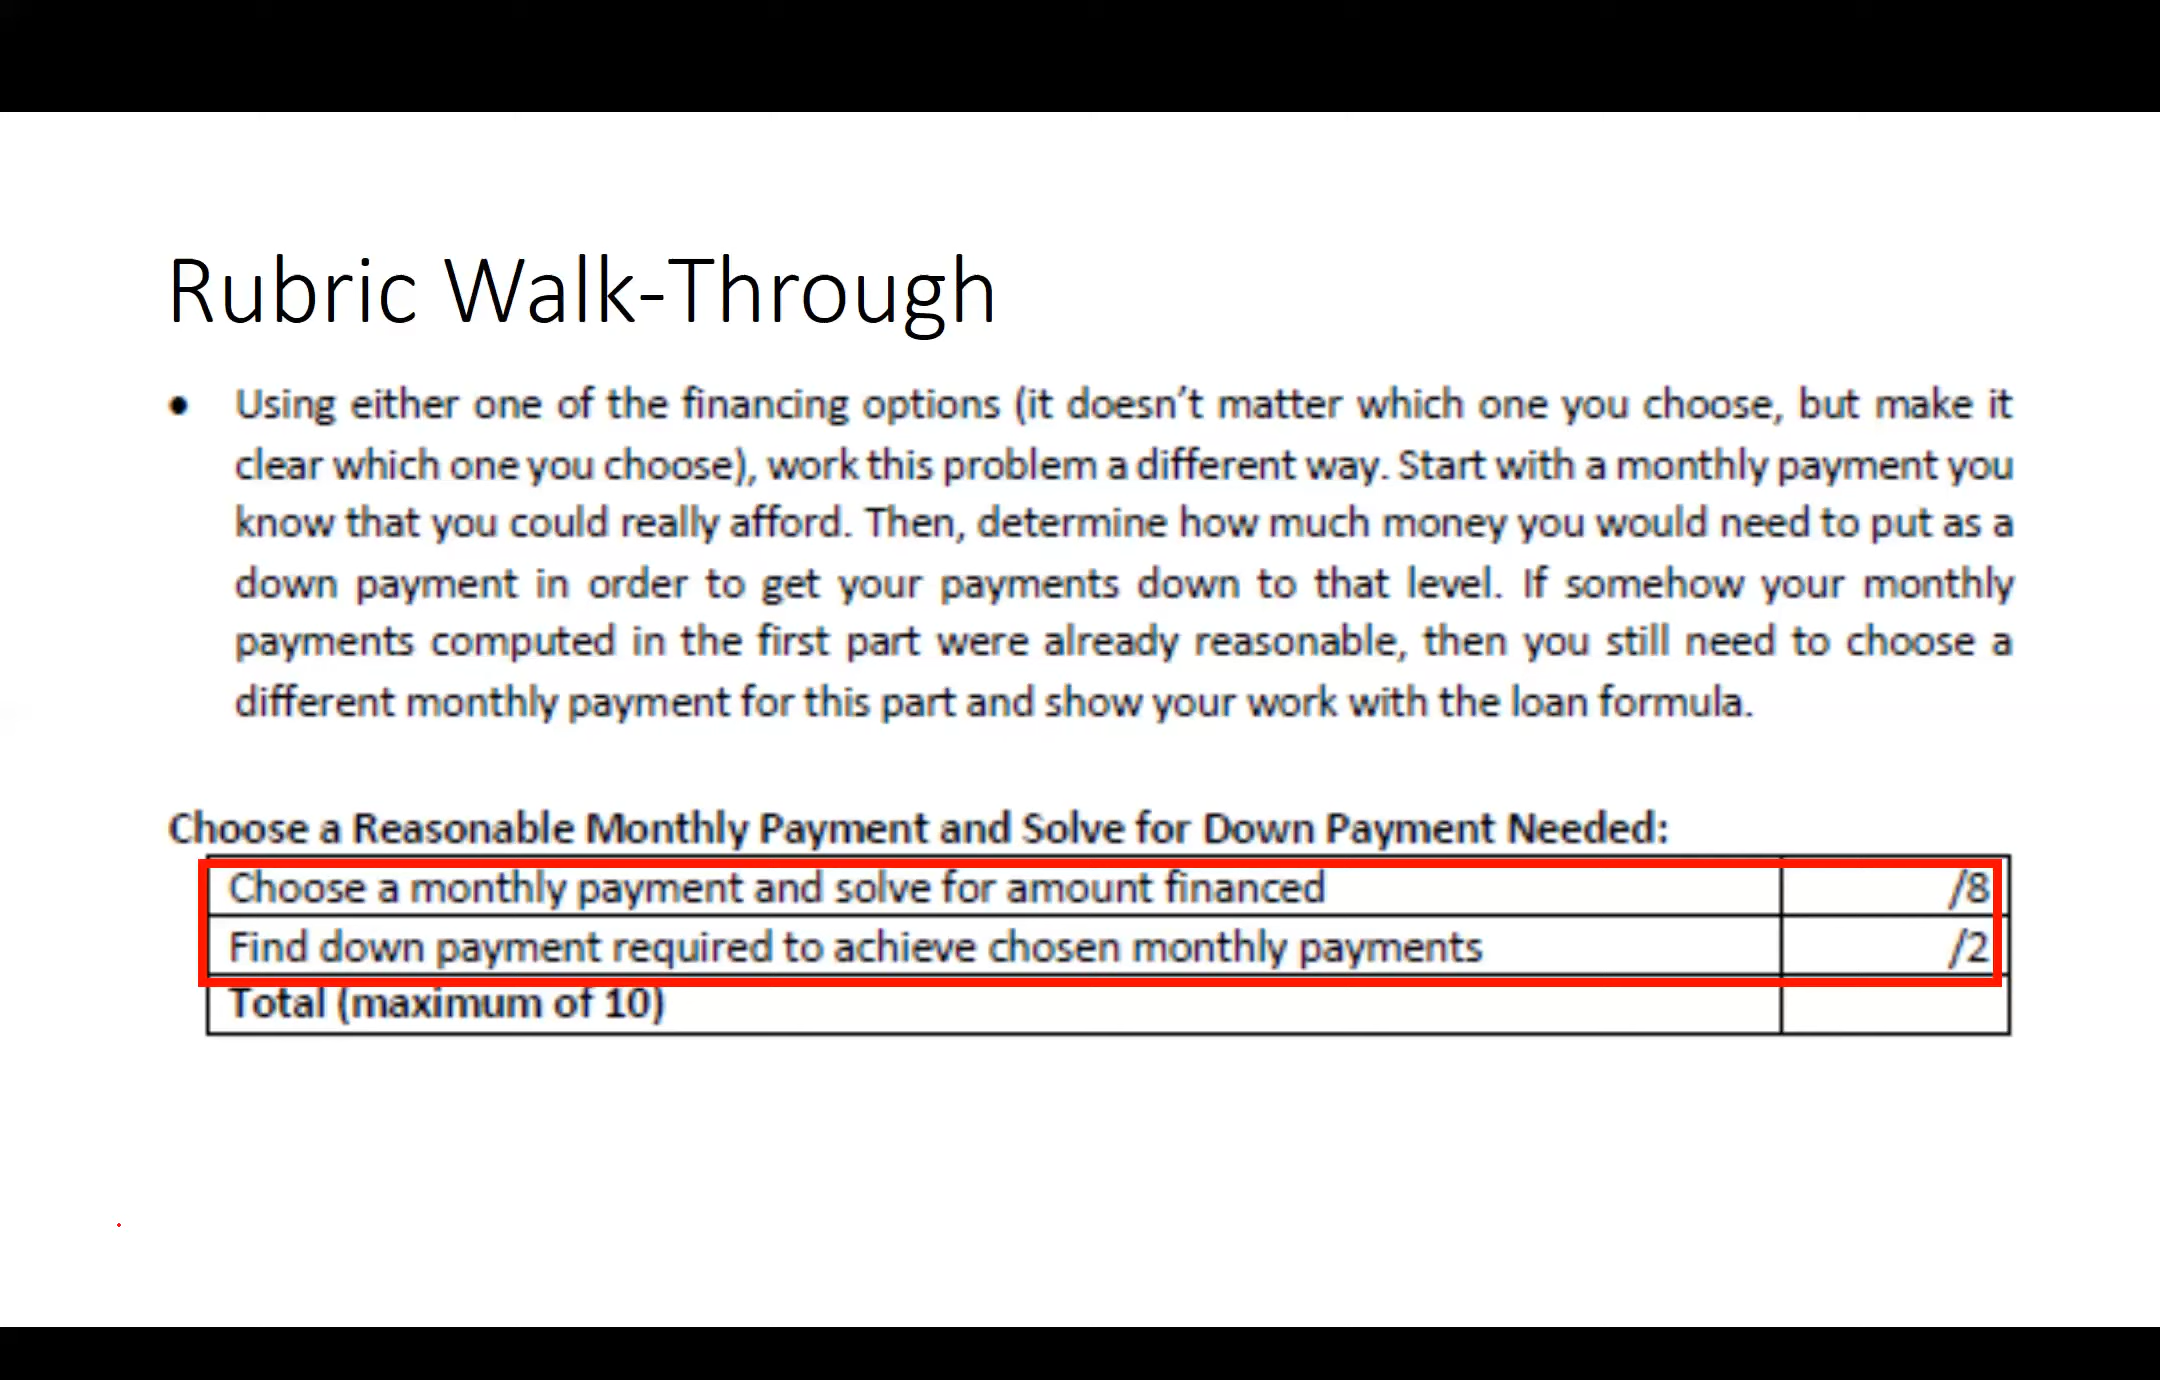 Rubric Walk-Through
• Using either one of the financing options (it doesn't matter which one you choose, but make it
clear which one you choose), work this problem a different way. Start with a monthly payment you
know that you could really afford. Then, determine how much money you would need to put as a
down payment in order to get your payments down to that level. If somehow your monthly
payments computed in the first part were already reasonable, then you still need to choose a
different monthly payment for this part and show your work with the loan formula.
Choose a Reasonable Monthly Payment and Solve for Down Payment Needed:
Choose a monthly payment and solve for amount financed /8
Find down payment required to achieve chosen monthly payments /2
Total (maximum of 10)